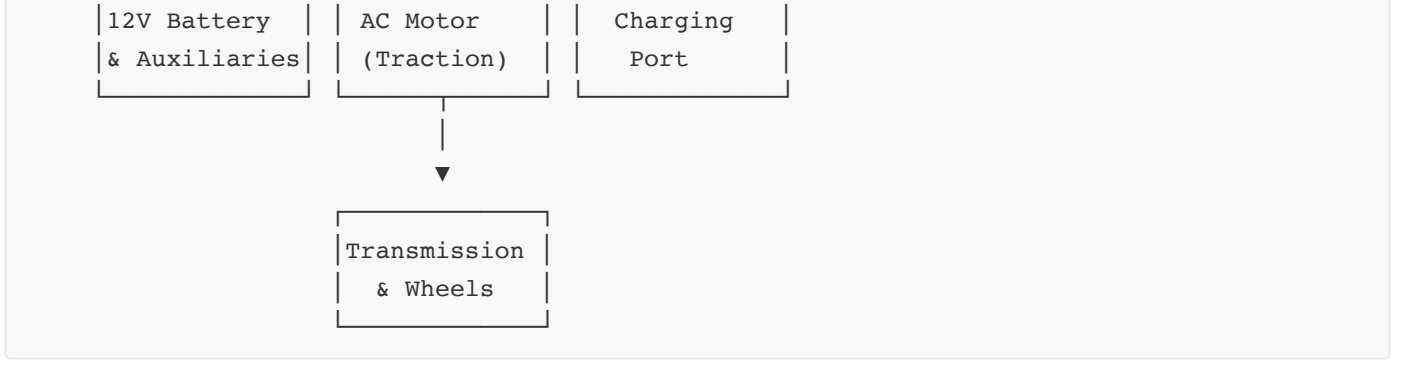 12V Battery AC Motor Charging
& Auxiliaries (Traction) Port
Transmission
& Wheels